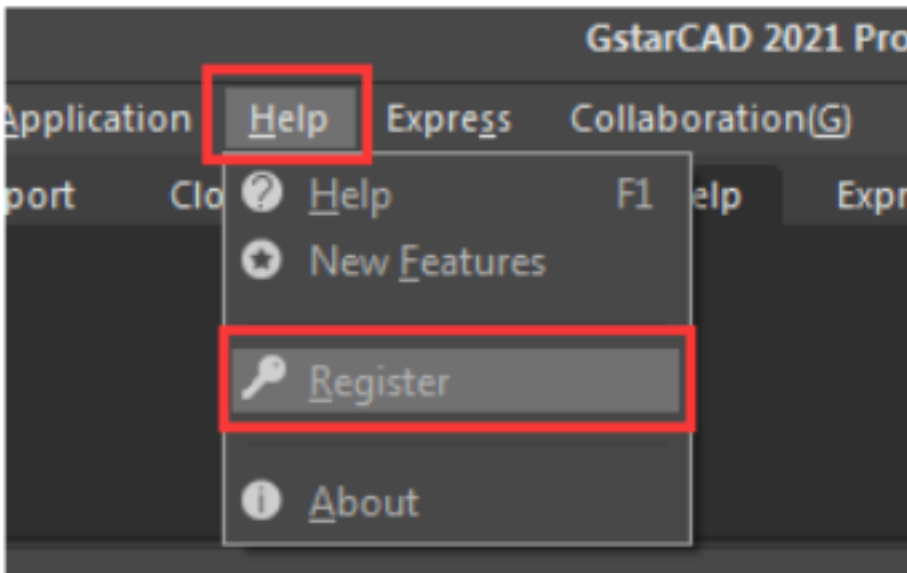 GstarCAD 2021 Pro
Application Help Express Collaboration(G)
port Clo elp Expr
Help F1
New Features
Register
About